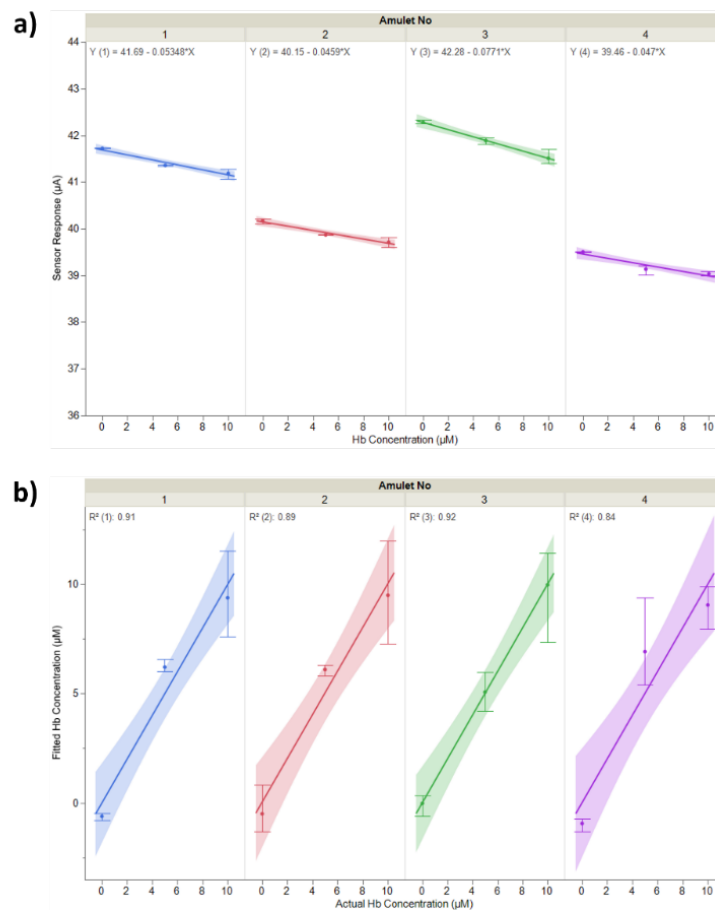 a)
Amulet No
1 2 3 4
Y (1) = 41.69 - 0.05348*X Y (2) = 40.15 - 0.0459*X Y (3) = 42.28 - 0.0771*X Y (4) = 39.46 - 0.047*X
44
43
42
41
40
39
38
37
36
Sensor Response (µA)
0 2 4 6 8 10 0 2 4 6 8 10 0 2 4 6 8 10 0 2 4 6 8 10
Hb Concentration (µM)
b)
Amulet No
1 2 3 4
R² (1): 0.91 R² (2): 0.89 R² (3): 0.92 R² (4): 0.84
10
5
0
Fitted Hb Concentration (µM)
0 2 4 6 8 10 0 2 4 6 8 10 0 2 4 6 8 10 0 2 4 6 8 10
Actual Hb Concentration (µM)